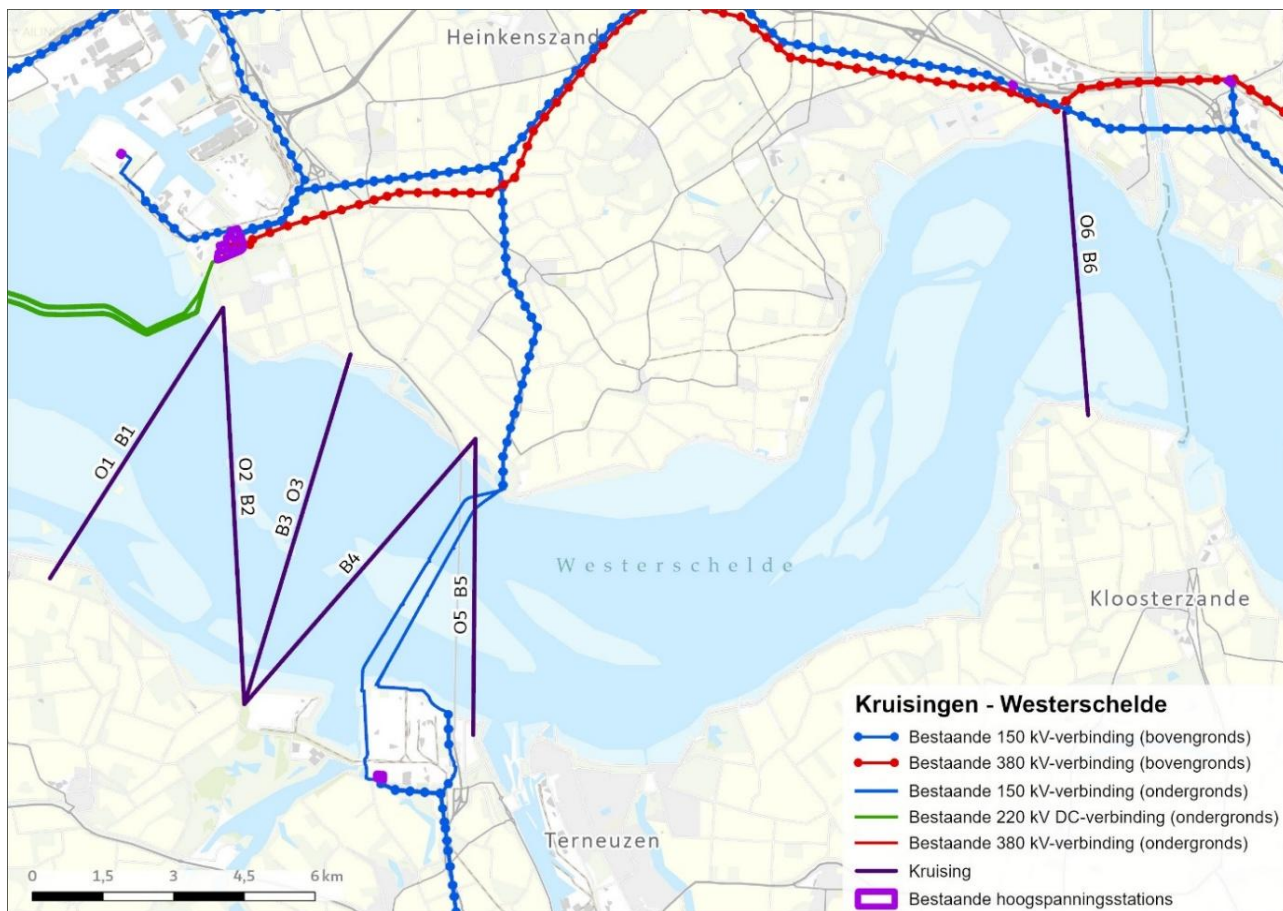 Heinkenszand
O6 B6
O1 B1
O2 B2
B3 O3
B4
O5 B5
Westerschelde
Kloosterzande
Terneuzen
Kruisingen - Westerschelde
Bestaande 150 kV-verbinding (bovengronds)
Bestaande 380 kV-verbinding (bovengronds)
Bestaande 150 kV-verbinding (ondergronds)
Bestaande 220 kV DC-verbinding (ondergronds)
Bestaande 380 kV-verbinding (ondergronds)
Kruising
Bestaande hoogspanningsstations
0 1,5 3 4,5 6 km